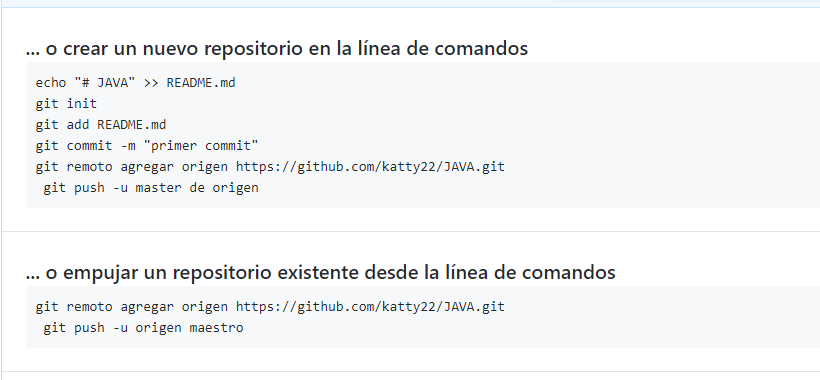 ... o crear un nuevo repositorio en la línea de comandos
echo "# JAVA" >> README.md
git init
git add README.md
git commit -m "primer commit"
git remoto agregar origen https://github.com/katty22/JAVA.git
git push -u master de origen
... o empujar un repositorio existente desde la línea de comandos
git remoto agregar origen https://github.com/katty22/JAVA.git
git push -u origen maestro